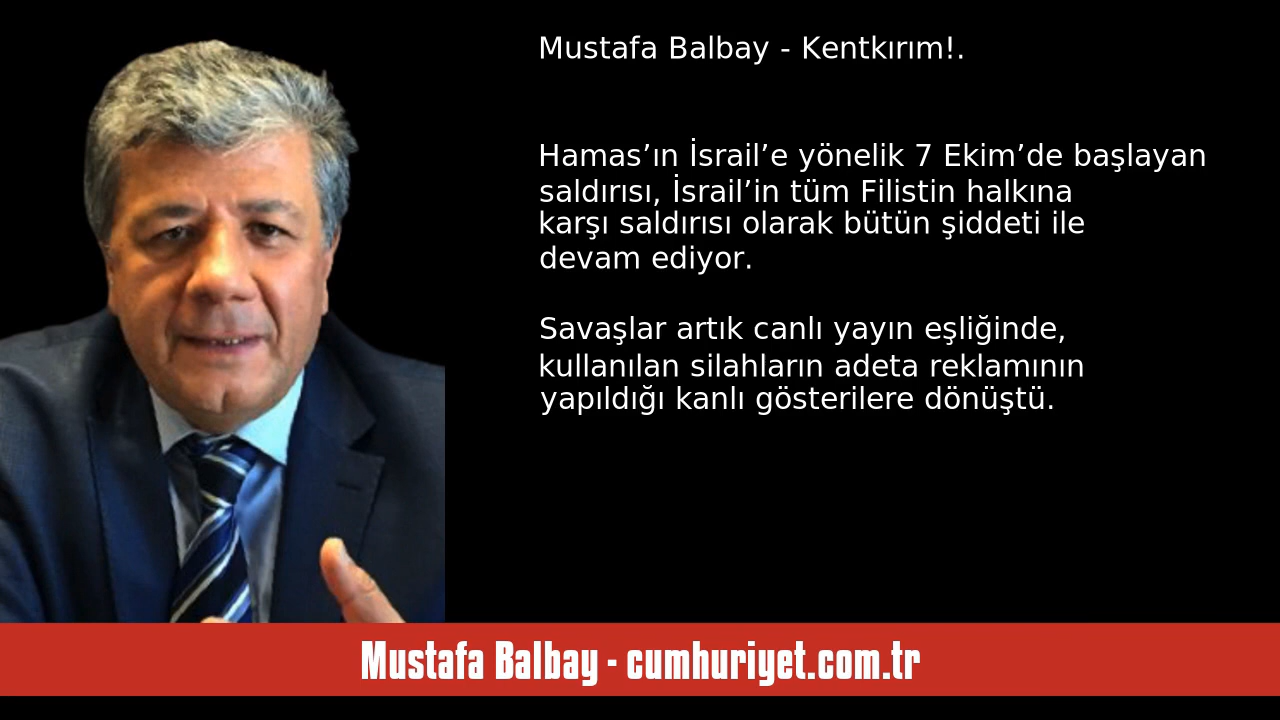 Mustafa Balbay - Kentkırım!.
Hamas’ın İsrail’e yönelik 7 Ekim’de başlayan
saldırısı, İsrail’in tüm Filistin halkına
karşı saldırısı olarak bütün şiddeti ile
devam ediyor.
Savaşlar artık canlı yayın eşliğinde,
kullanılan silahların adeta reklamının
yapıldığı kanlı gösterilere dönüştü.
Mustafa Balbay - cumhuriyet.com.tr